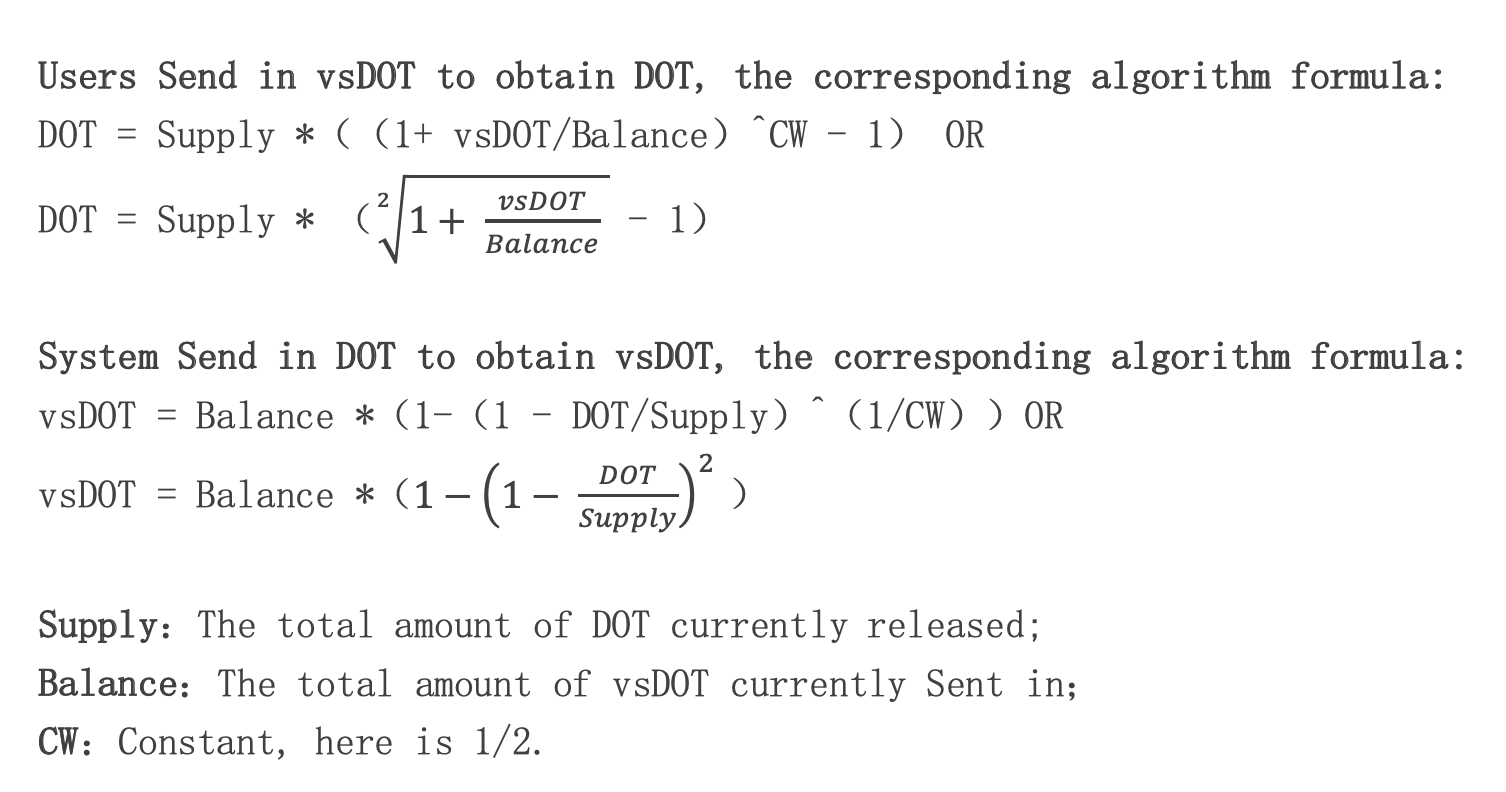 Users Send in vsDOT to obtain DOT, the corresponding algorithm formula:
DOT = Supply * ( (1+ vsDOT/Balance) ^CW - 1) OR
DOT = Supply * (\sqrt[2]{1 + \frac{vsDOT}{Balance}} - 1)
System Send in DOT to obtain vsDOT, the corresponding algorithm formula:
vsDOT = Balance * (1- (1 - DOT/Supply) ^ (1/CW) ) OR
vsDOT = Balance * (1 - \left(1 - \frac{DOT}{Supply}\right)^2 )
Supply: The total amount of DOT currently released;
Balance: The total amount of vsDOT currently Sent in;
CW: Constant, here is 1/2.